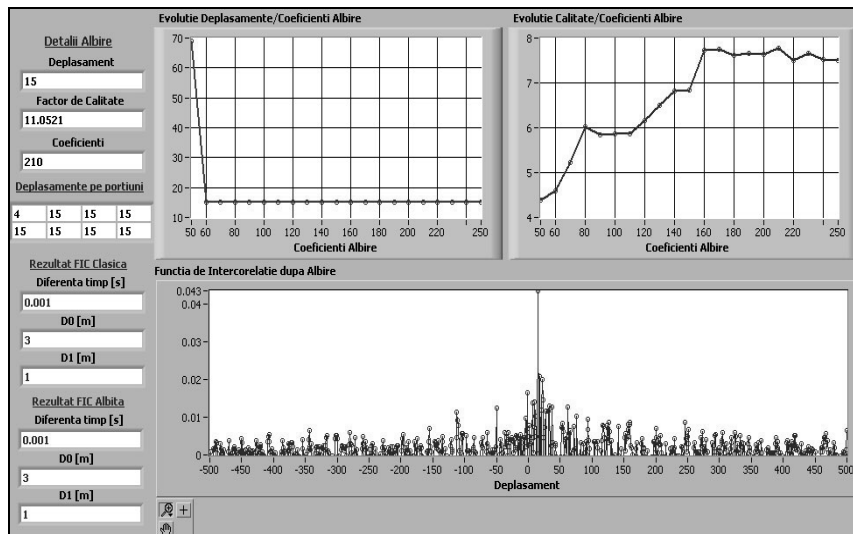 Detalii Albire
Deplasament
15
Factor de Calitate
11.0521
Coeficienti
210
Deplasamente pe portiuni
4 15 15 15
15 15 15 15
Rezultat FIC Clasica
Diferenta timp [s]
0.001
D0 [m]
3
D1 [m]
1
Rezultat FIC Albita
Diferenta timp [s]
0.001
D0 [m]
3
D1 [m]
1
Evolutie Deplasamente/Coeficienti Albire
70
60
50
40
30
20
10
50 60 80 100 120 140 160 180 200 220 250
Coeficienti Albire
Evolutie Calitate/Coeficienti Albire
8
7
6
5
4
50 60 80 100 120 140 160 180 200 220 250
Coeficienti Albire
Functia de Intercorelatie dupa Albire
0.043
0.04
0.03
0.02
0.01
0
-500 -450 -400 -350 -300 -250 -200 -150 -100 -50 0 50 100 150 200 250 300 350 400 450 500
Deplasament